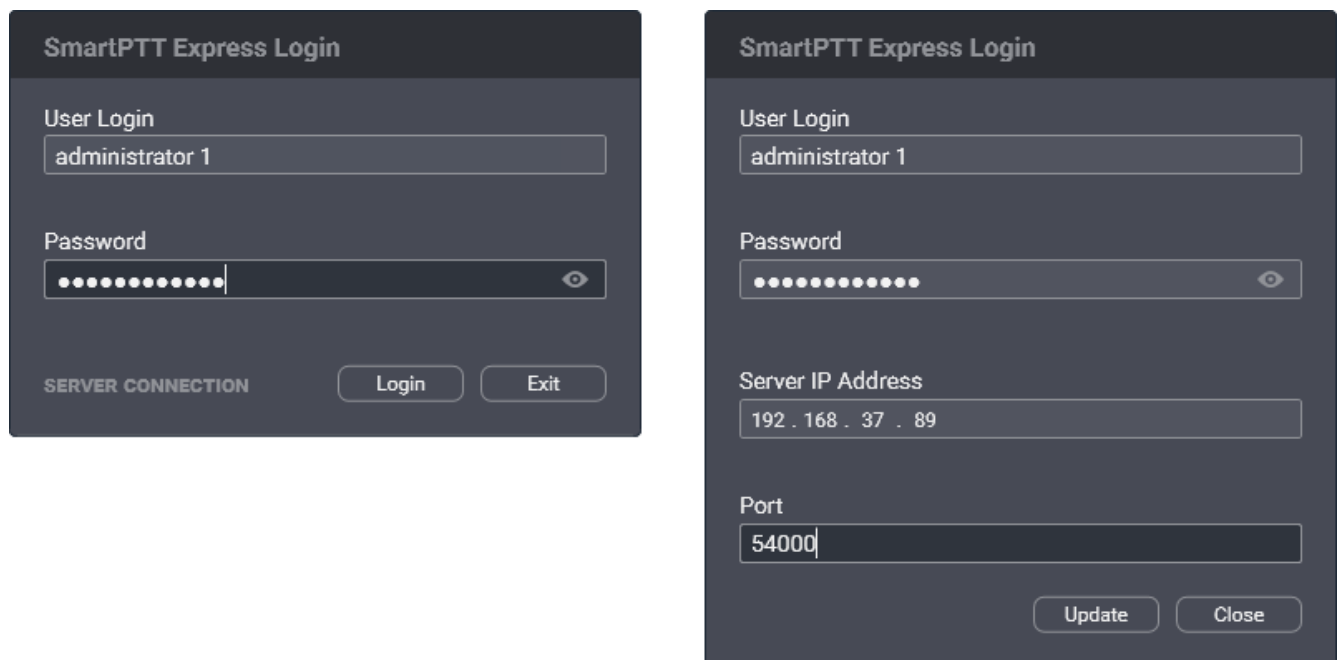 SmartPTT Express Login
User Login
administrator 1
Password
●●●●●●●●●●●●
SERVER CONNECTION
Login
Exit
SmartPTT Express Login
User Login
administrator 1
Password
●●●●●●●●●●●●
Server IP Address
192 . 168 . 37 . 89
Port
54000
Update
Close